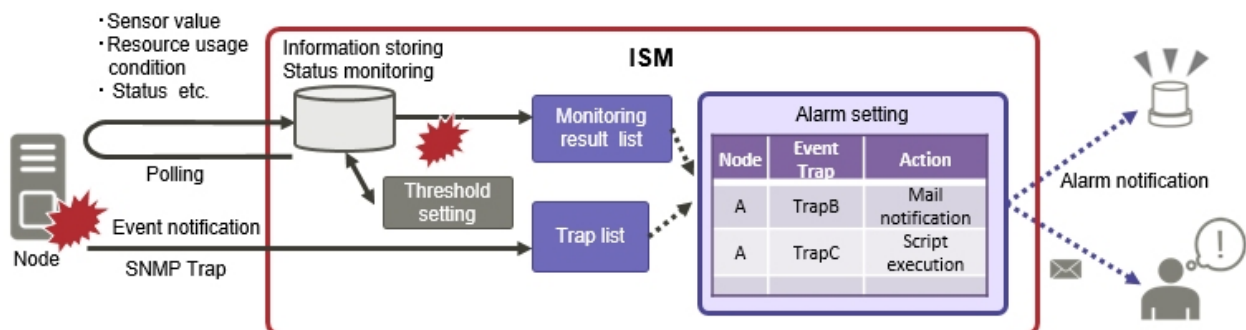 ・Sensor value
・Resource usage
condition
・ Status etc.
Information storing
Status monitoring
ISM
Polling
Threshold
setting
Monitoring
result list
Alarm setting
Node
Event
Trap
Action
A
TrapB
Mail
notification
A
TrapC
Script
execution
Alarm notification
Node
Event notification
SNMP Trap
Trap list
!